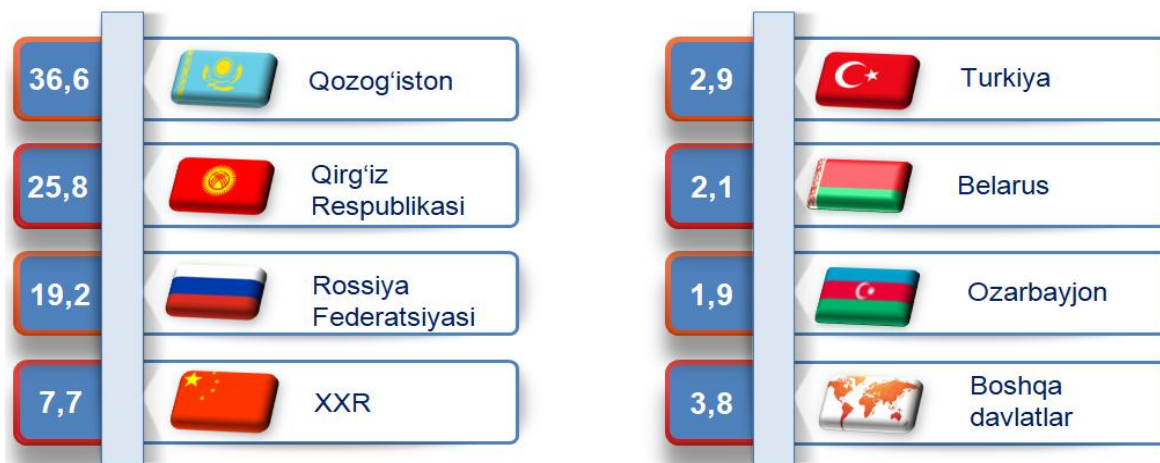 36,6
Qozog‘iston
25,8
Qirg‘iz
Respublikasi
19,2
Rossiya
Federatsiyasi
7,7
XXR
2,9
Turkiya
2,1
Belarus
1,9
Ozarbayjon
3,8
Boshqa
davlatlar